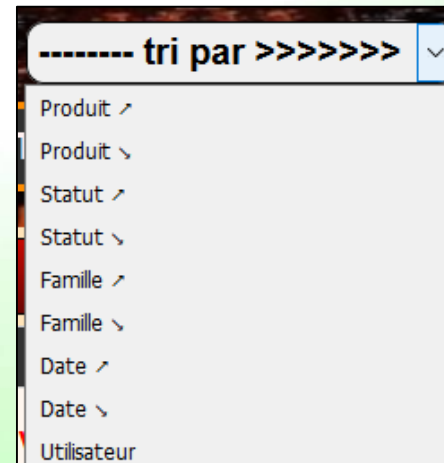 -------- tri par >>>>>>>
Produit ↗
Produit ↘
Statut ↗
Statut ↘
Famille ↗
Famille ↘
Date ↗
Date ↘
Utilisateur